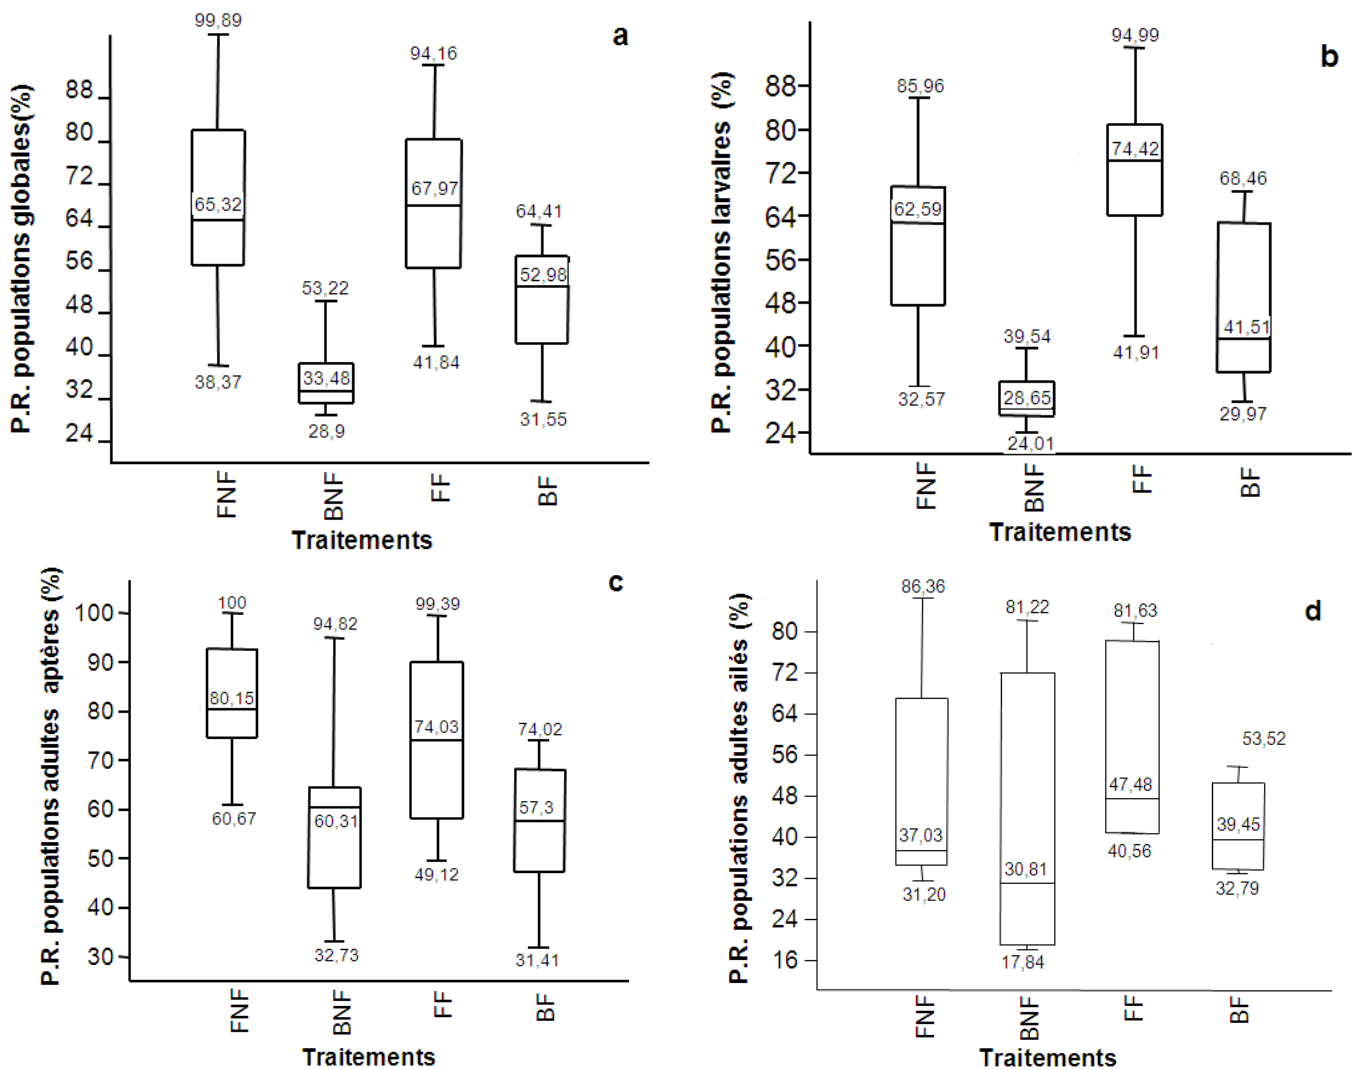 a
P.R. populations globales(%)
88
80
72
64
56
48
40
32
24
99,89
65,32
38,37
53,22
33,48
28,9
94,16
67,97
41,84
64,41
52,98
31,55
FNF
BNF
FF
BF
Traitements
b
P.R. populations larvaires (%)
88
80
72
64
56
48
40
32
24
85,96
62,59
32,57
39,54
28,65
24,01
94,99
74,42
41,91
68,46
41,51
29,97
FNF
BNF
FF
BF
Traitements
c
P.R. populations adultes aptères (%)
100
90
80
70
60
50
40
30
100
80,15
60,67
94,82
60,31
32,73
99,39
74,03
49,12
74,02
57,3
31,41
FNF
BNF
FF
BF
Traitements
d
P.R. populations adultes ailés (%)
80
72
64
56
48
40
32
24
16
86,36
37,03
31,20
81,22
30,81
17,84
81,63
47,48
40,56
53,52
39,45
32,79
FNF
BNF
FF
BF
Traitements